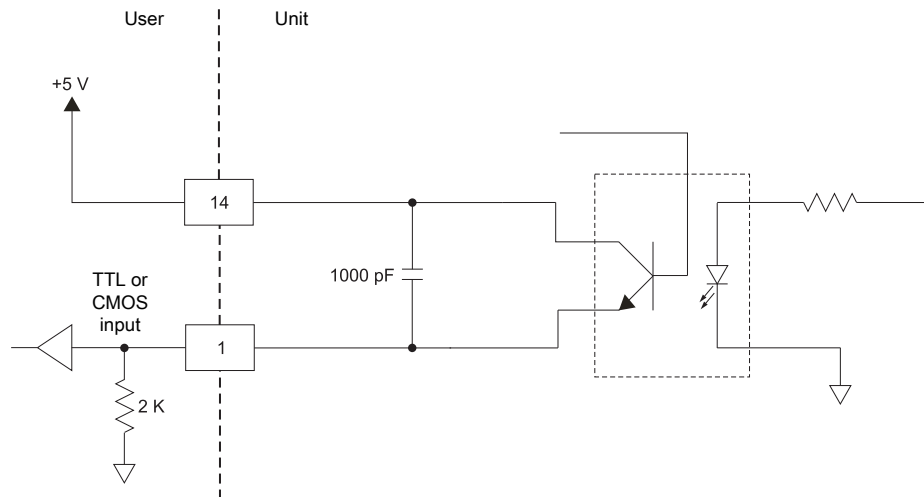 User
Unit
+5 V
14
1000 pF
TTL or
CMOS
input
1
2 K